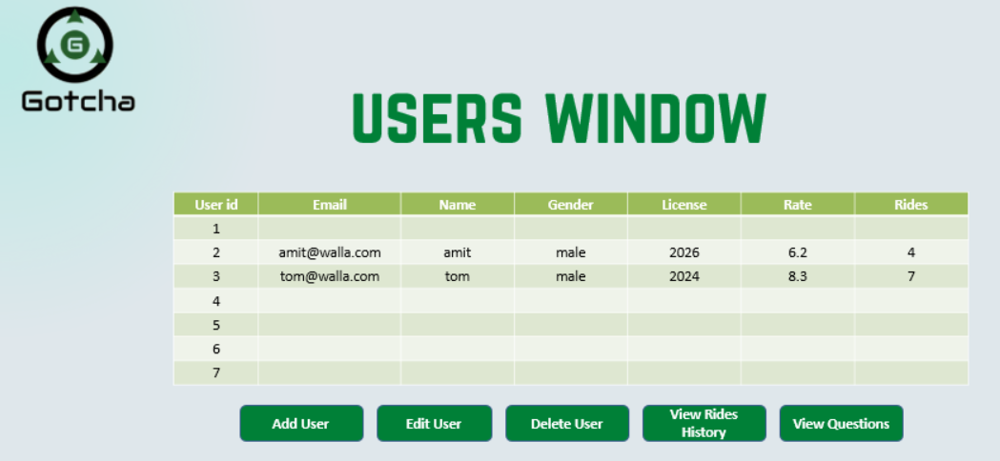 G
Gotcha
USERS WINDOW
User id Email Name Gender License Rate Rides
1
2 amit@walla.com amit male 2026 6.2 4
3 tom@walla.com tom male 2024 8.3 7
4
5
6
7
Add User Edit User Delete User View Rides History View Questions